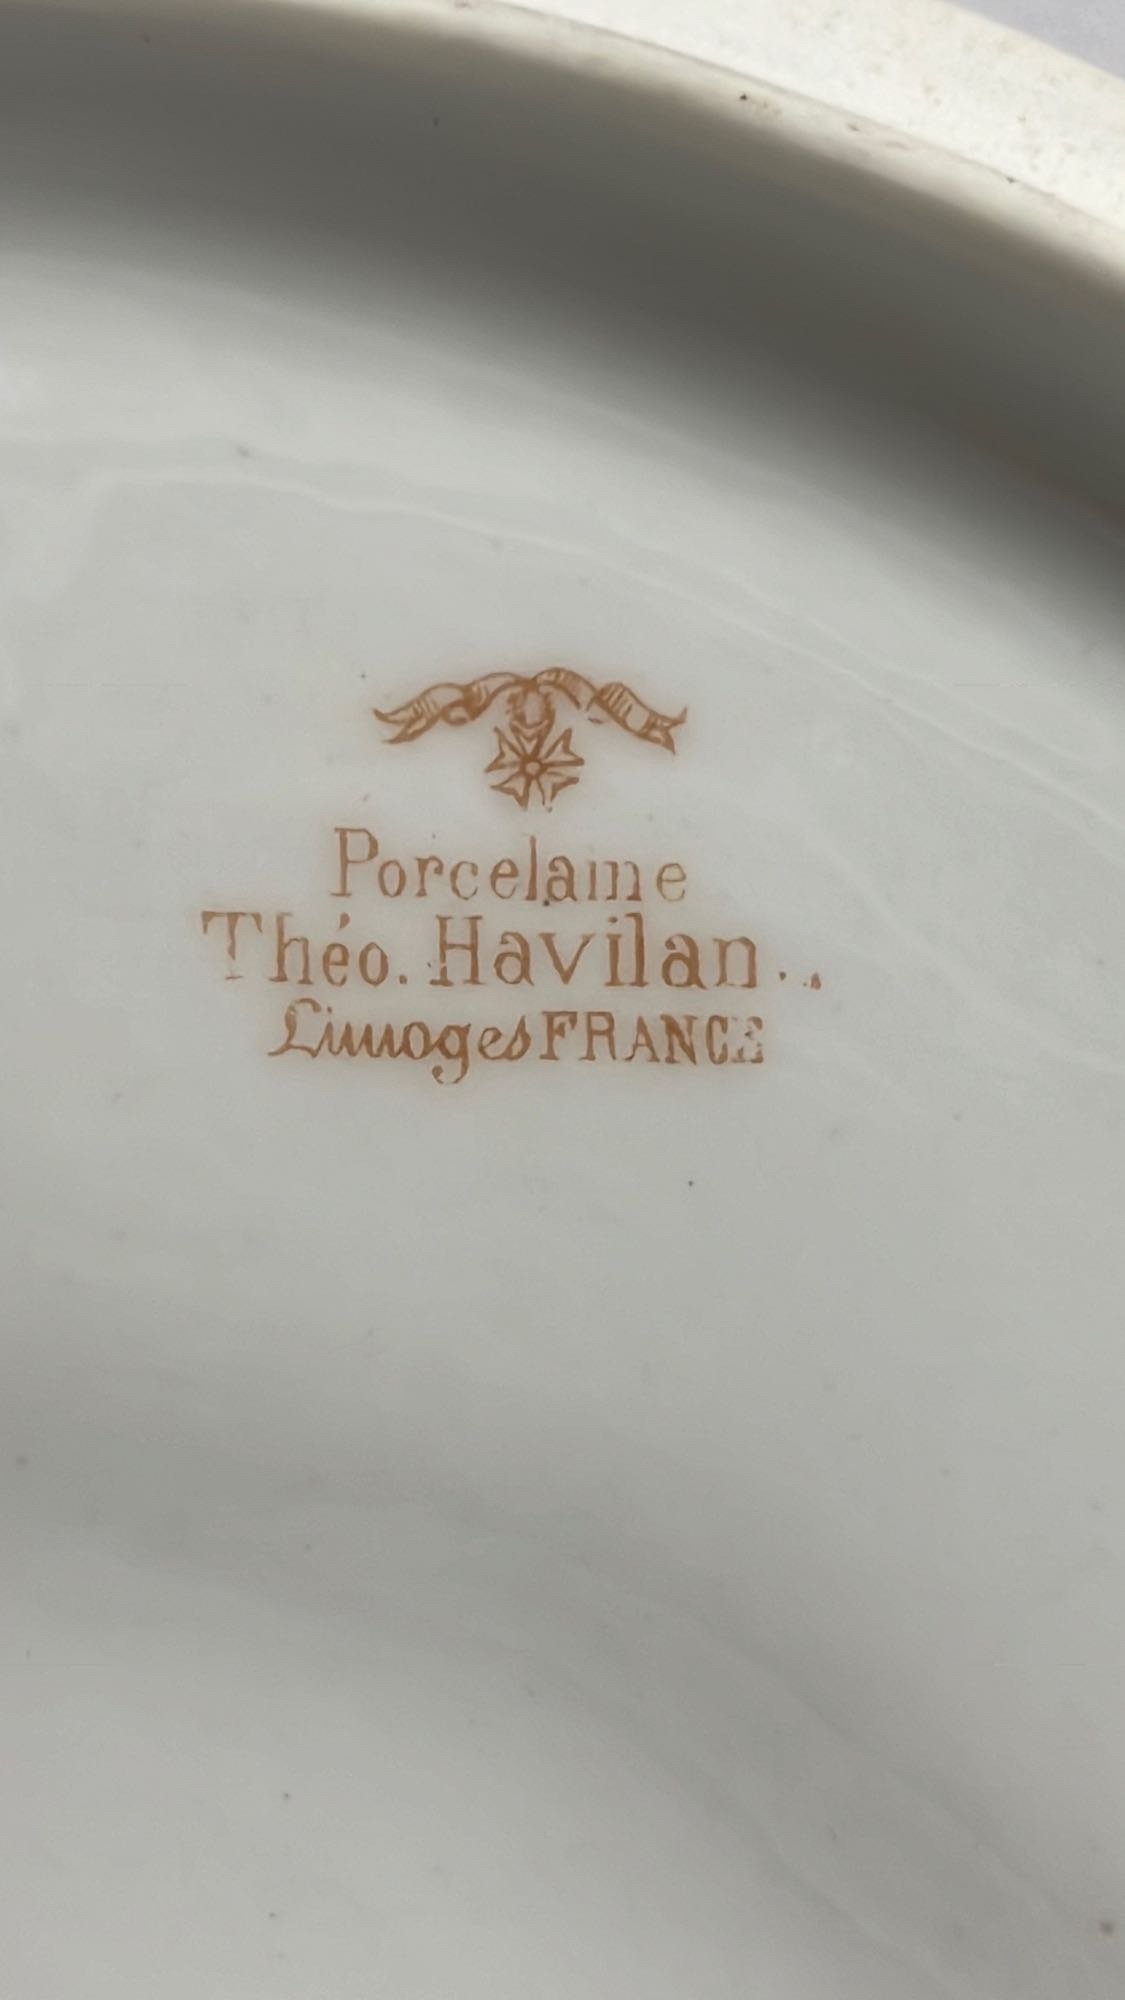 Porcelaine
Théo. Havilan
Limoges FRANCE